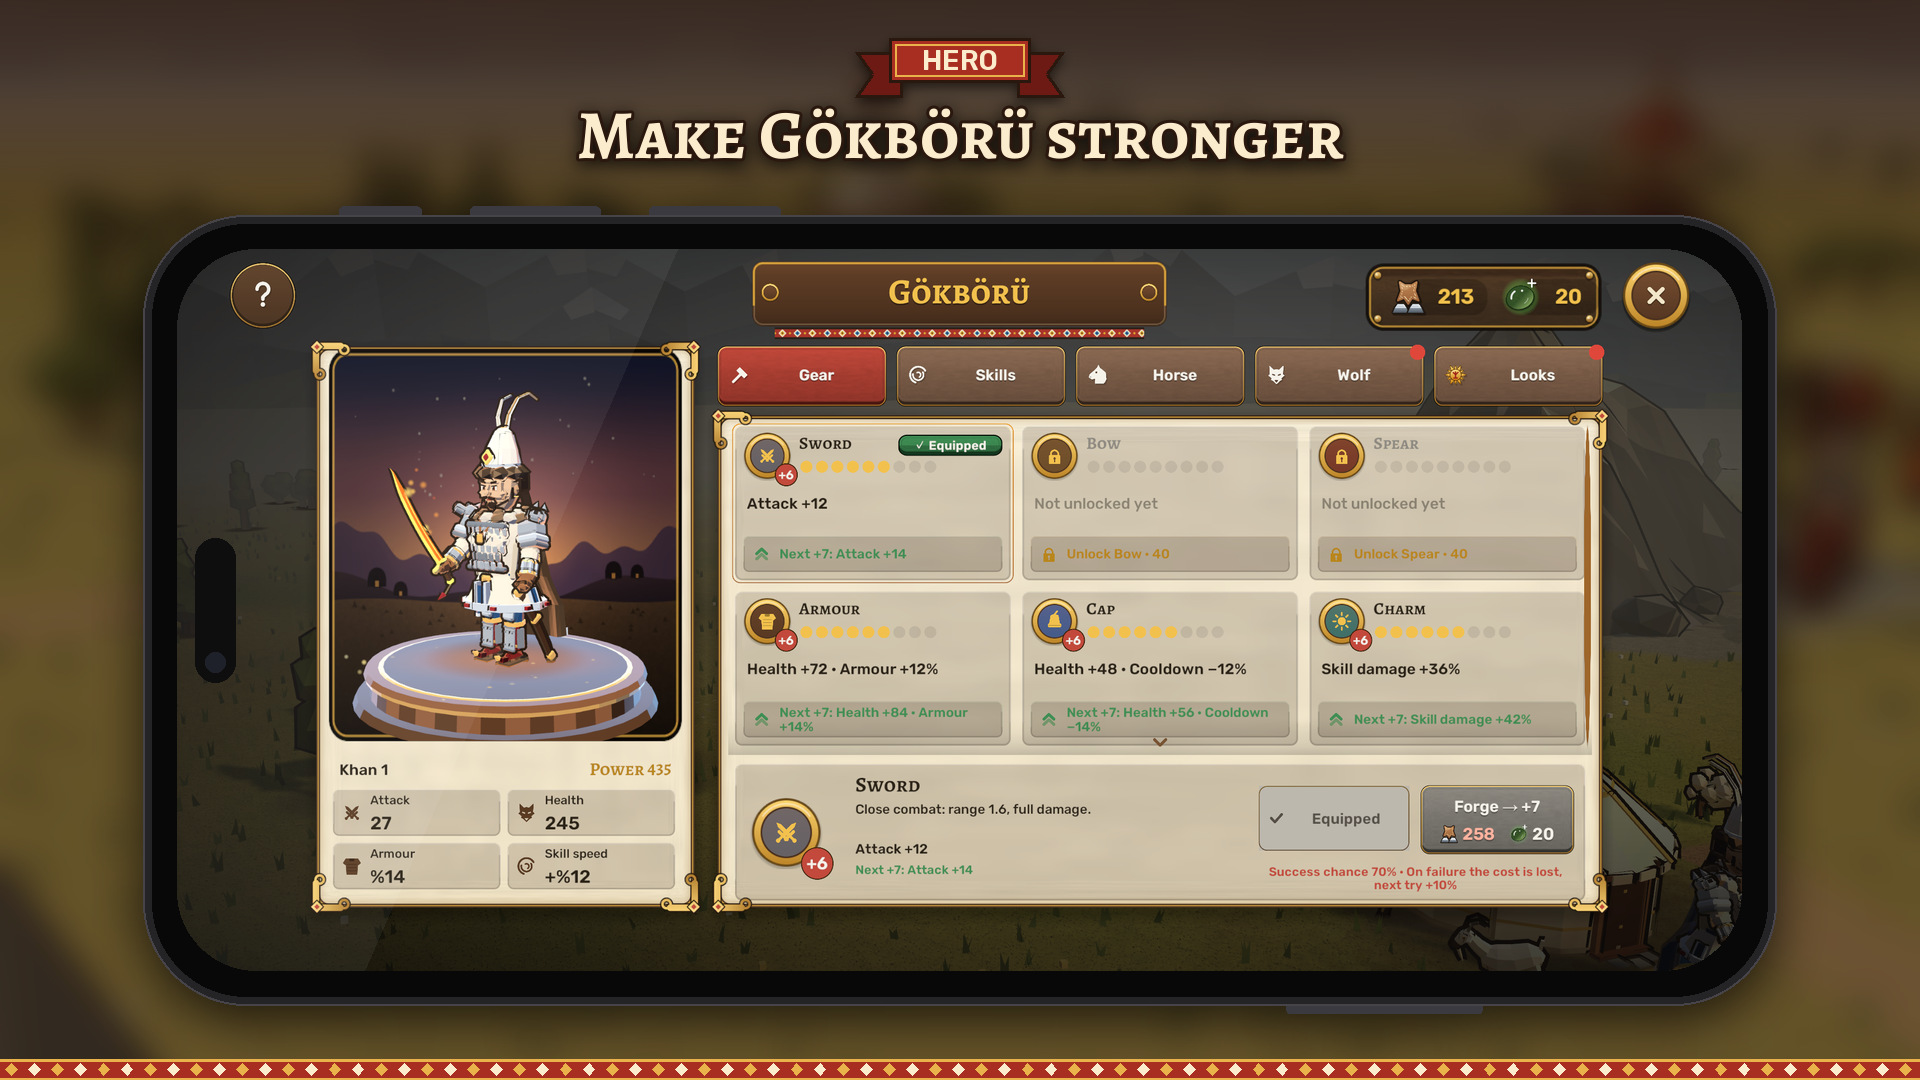 HERO
Make Gökbörü stronger
?
Gökbörü
213
20
Gear
Skills
Horse
Wolf
Looks
Sword
✓ Equipped
+6
Attack +12
Next +7: Attack +14
Bow
Not unlocked yet
Unlock Bow · 40
Spear
Not unlocked yet
Unlock Spear · 40
Armour
+6
Health +72 · Armour +12%
Next +7: Health +84 · Armour
+14%
Cap
+6
Health +48 · Cooldown −12%
Next +7: Health +56 · Cooldown
−14%
Charm
+6
Skill damage +36%
Next +7: Skill damage +42%
Khan 1
Power 435
Attack
27
Health
245
Armour
%14
Skill speed
+%12
Sword
Close combat: range 1.6, full damage.
+6
Attack +12
Next +7: Attack +14
Equipped
Forge → +7
258
20
Success chance 70% · On failure the cost is lost,
next try +10%